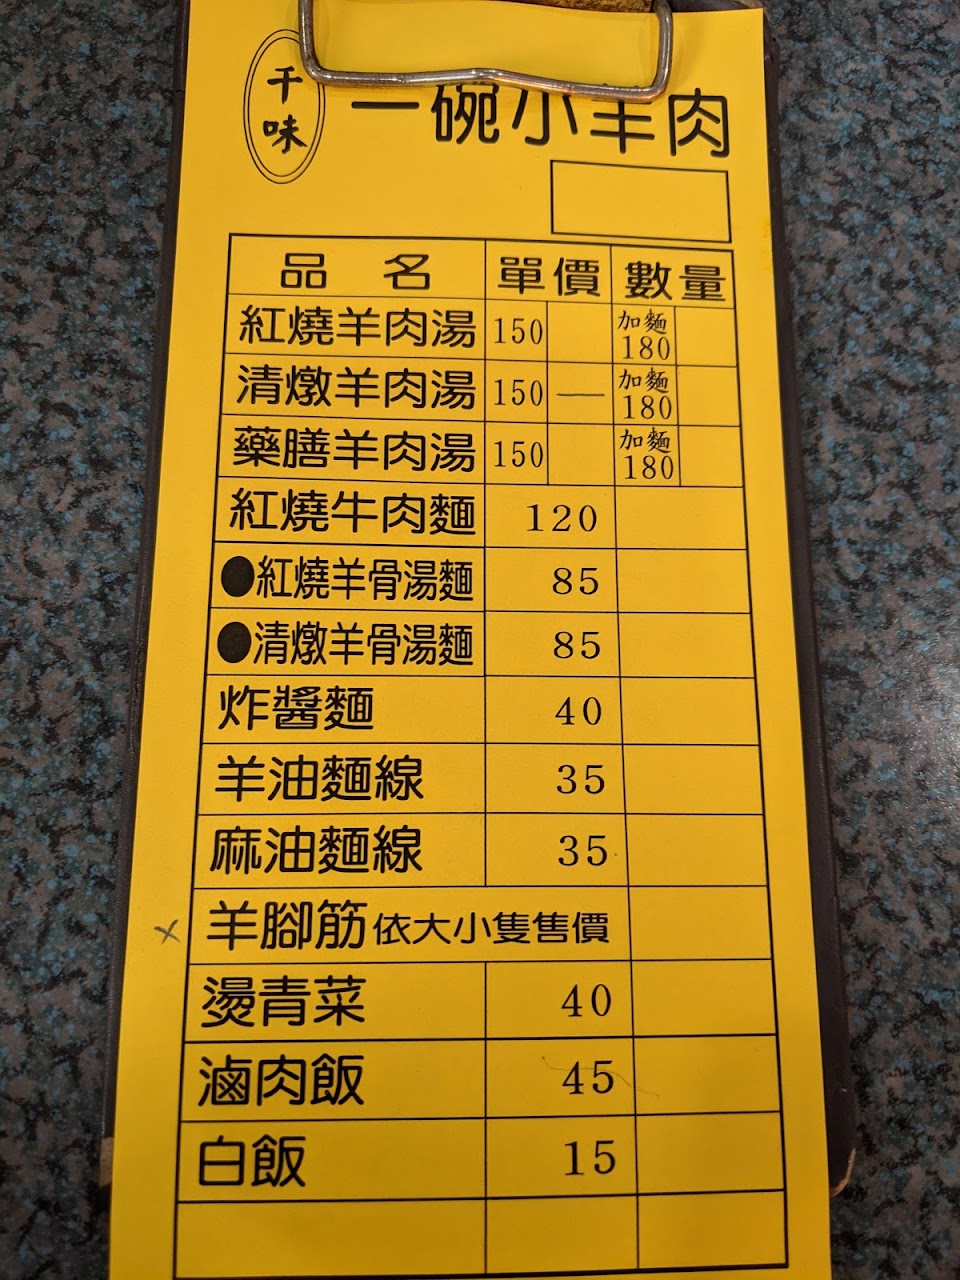 千味
一碗小羊肉
品名 單價 數量
紅燒羊肉湯 150 加麵 180
清燉羊肉湯 150 — 加麵 180
藥膳羊肉湯 150 加麵 180
紅燒牛肉麵 120
●紅燒羊骨湯麵 85
●清燉羊骨湯麵 85
炸醬麵 40
羊油麵線 35
麻油麵線 35
羊腳筋 依大小隻售價
燙青菜 40
滷肉飯 45
白飯 15